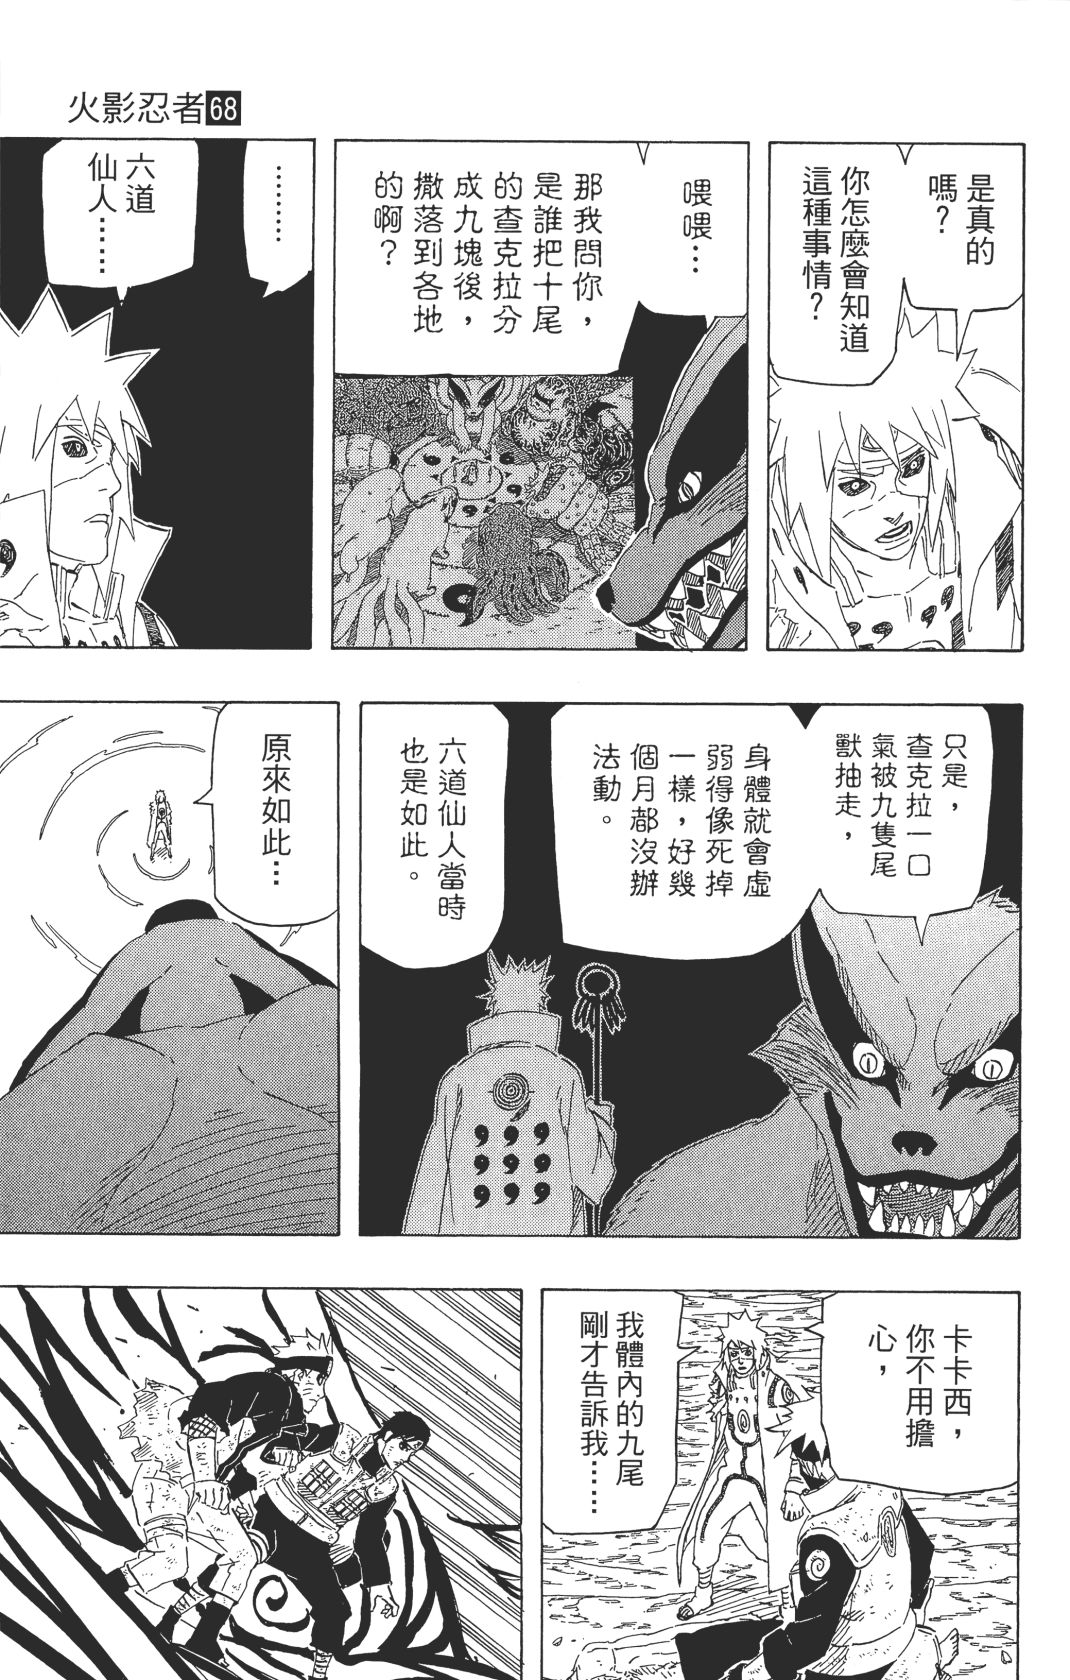 火影忍者68
是真的
嗎？
你怎麼會知道
這種事情？
喂喂…
那我問你，
是誰把十尾
的查克拉分
成九塊後，
撒落到各地
的啊？
………
六道
仙人……
只是，
查克拉一口
氣被九隻尾
獸抽走，
身體就會虛
弱得像死掉
一樣，好幾
個月都沒辦
法動。
六道仙人當時
也是如此。
原來如此…
卡卡西，
你不用擔
心，
我體內的九尾
剛才告訴我……